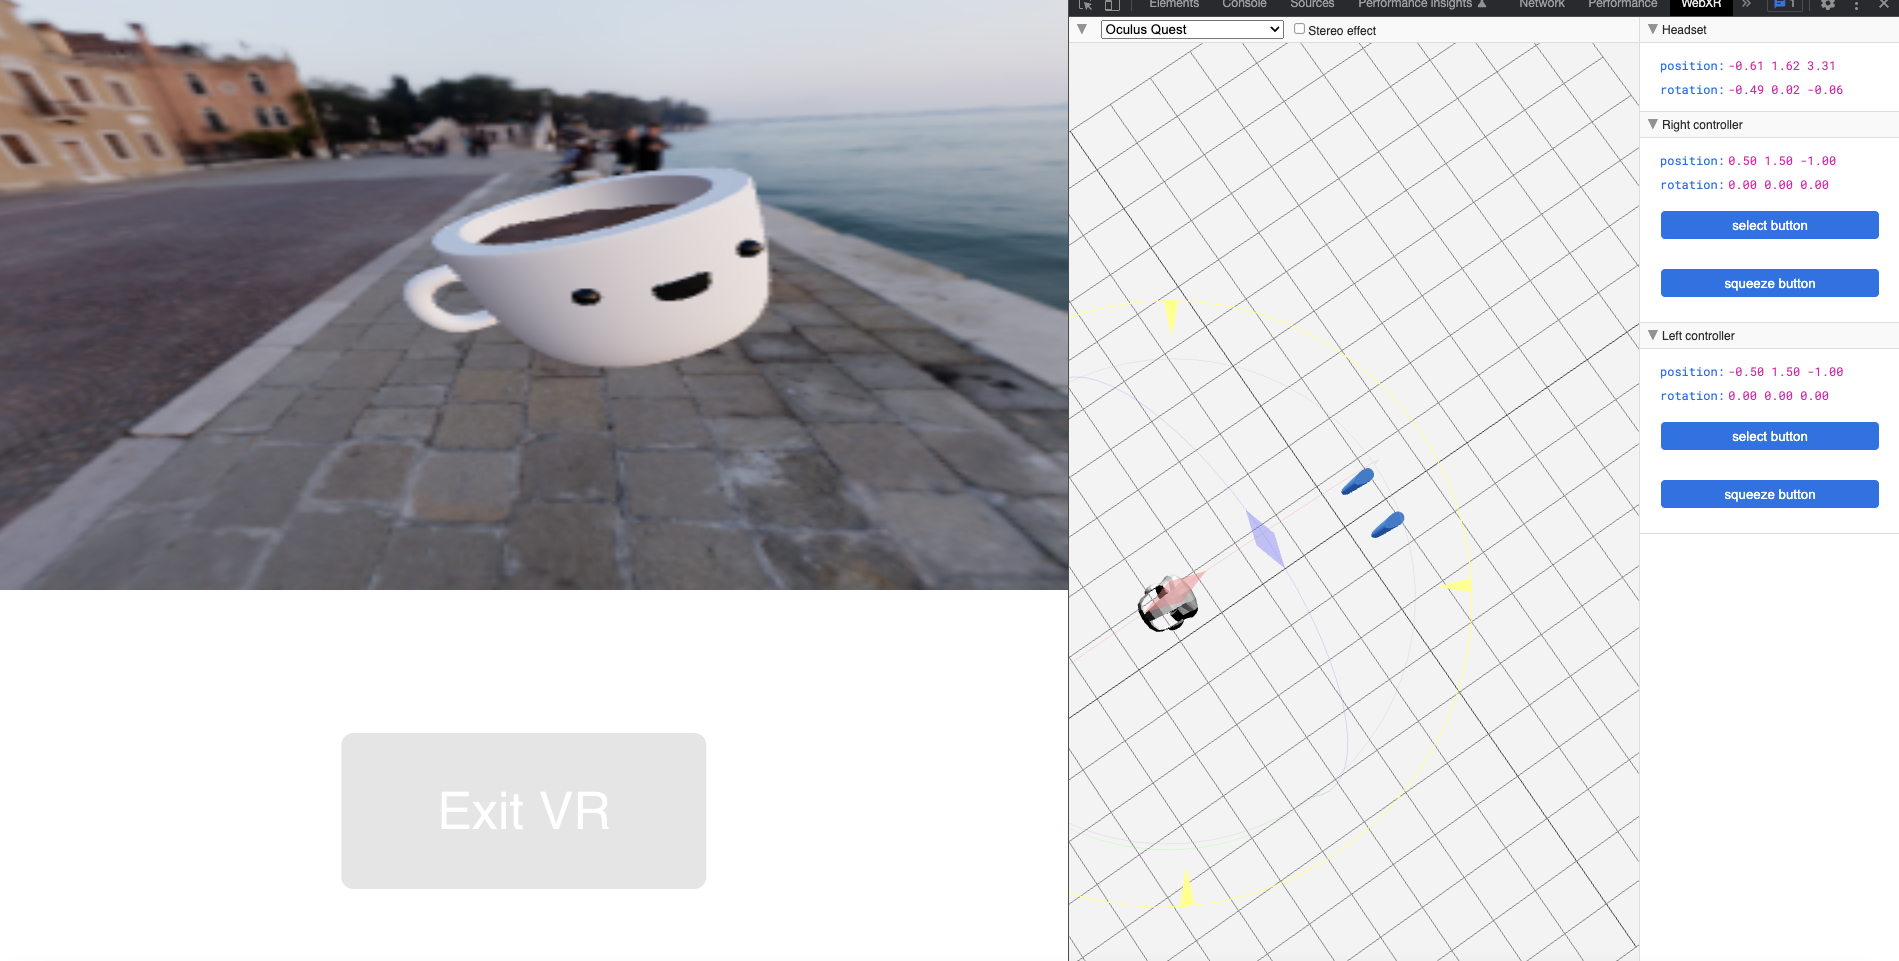 Elements Console Sources Performance insights Network Performance WebXR » 1
Oculus Quest Stereo effect
Headset
position: -0.61 1.62 3.31
rotation: -0.49 0.02 -0.06
Right controller
position: 0.50 1.50 -1.00
rotation: 0.00 0.00 0.00
select button
squeeze button
Left controller
position: -0.50 1.50 -1.00
rotation: 0.00 0.00 0.00
select button
squeeze button
Exit VR